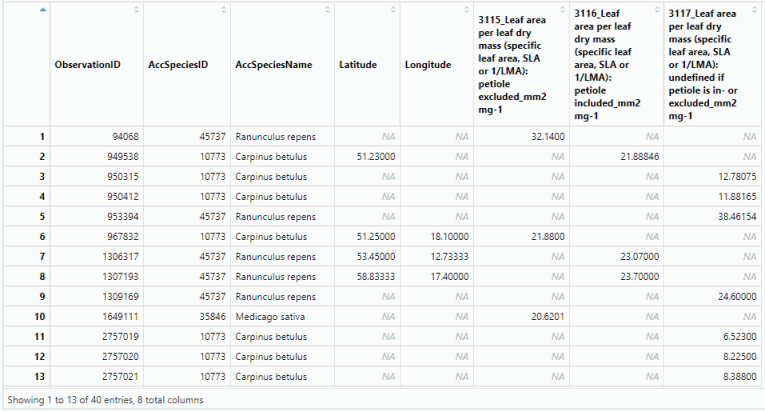 ObservationID AccSpeciesID AccSpeciesName Latitude Longitude 3115_Leaf area per leaf dry mass (specific leaf area, SLA or 1/LMA): petiole excluded_mm2 mg-1 3116_Leaf area per leaf dry mass (specific leaf area, SLA or 1/LMA): petiole included_mm2 mg-1 3117_Leaf area per leaf dry mass (specific leaf area, SLA or 1/LMA): undefined if petiole is in- or excluded_mm2 mg-1
1 94068 45737 Ranunculus repens NA NA 32.1400 NA NA
2 949538 10773 Carpinus betulus 51.23000 NA NA 21.88846 NA
3 950315 10773 Carpinus betulus NA NA NA NA 12.78075
4 950412 10773 Carpinus betulus NA NA NA NA 11.88165
5 953394 45737 Ranunculus repens NA NA NA NA 38.46154
6 967832 10773 Carpinus betulus 51.25000 18.10000 21.8800 NA NA
7 1306317 45737 Ranunculus repens 53.45000 12.73333 NA 23.07000 NA
8 1307193 45737 Ranunculus repens 58.83333 17.40000 NA 23.70000 NA
9 1309169 45737 Ranunculus repens NA NA NA NA 24.60000
10 1649111 35846 Medicago sativa NA NA 20.6201 NA NA
11 2757019 10773 Carpinus betulus NA NA NA NA 6.52300
12 2757020 10773 Carpinus betulus NA NA NA NA 8.22500
13 2757021 10773 Carpinus betulus NA NA NA NA 8.38800
Showing 1 to 13 of 40 entries, 8 total columns